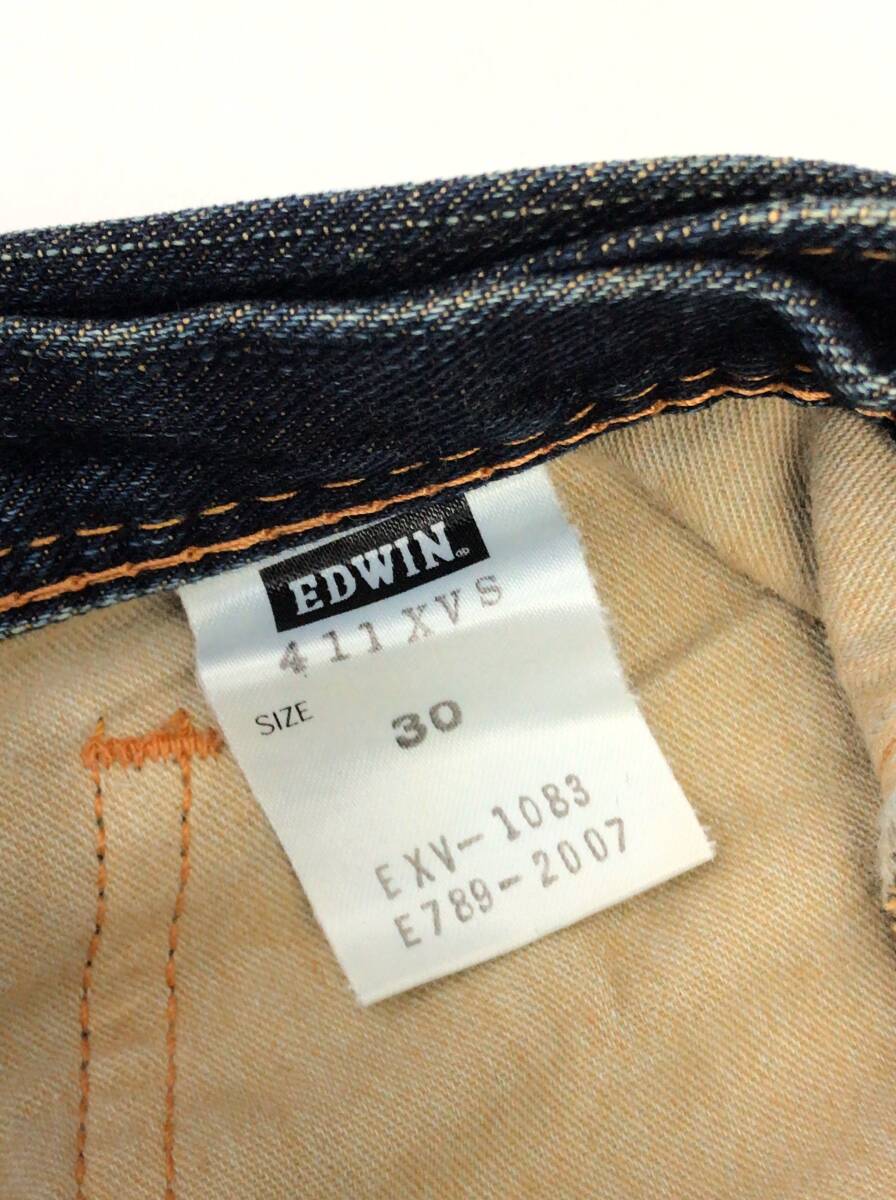 EDWIN®
411XVS
SIZE 30
EXV-1083
E789-2007